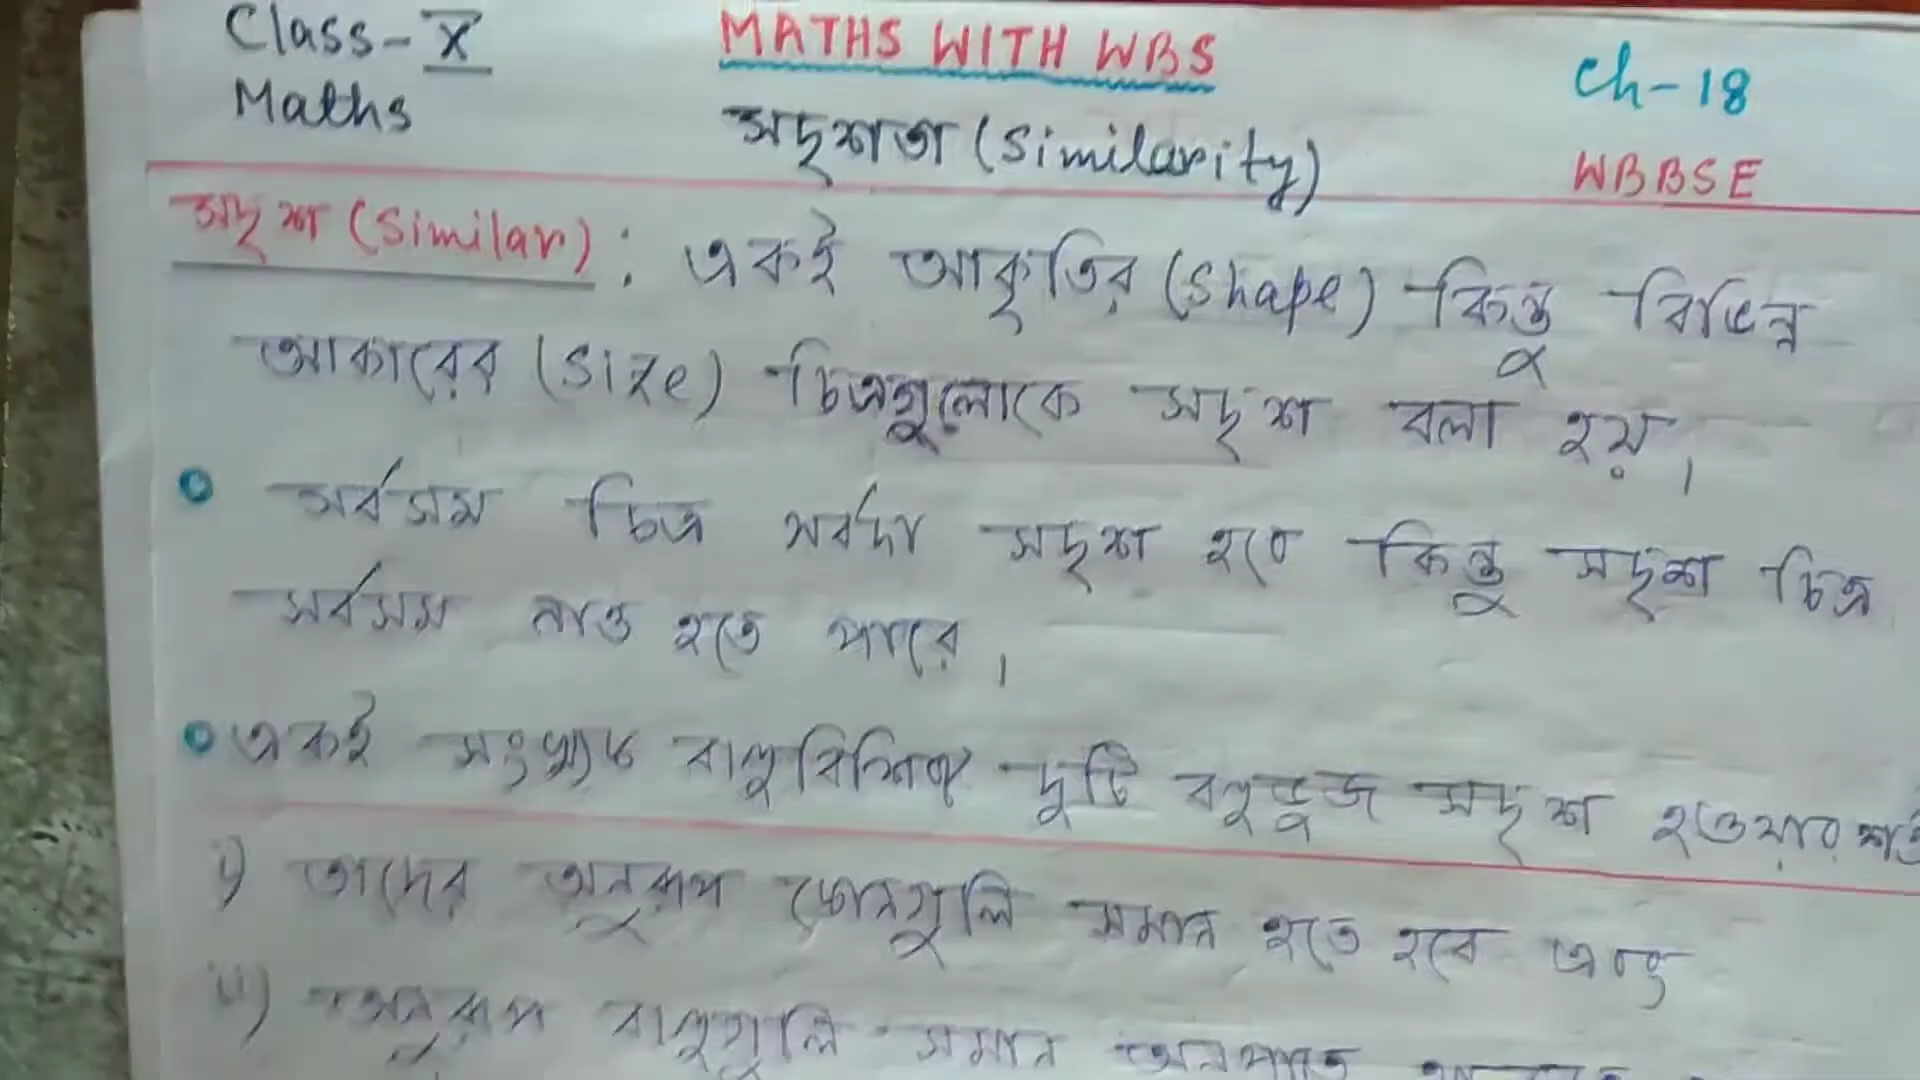 Class-X
MATHS WITH WBS
Ch-18
Maths
সদৃশতা (Similarity)
WBBSE
সদৃশ (Similar) : একই আকৃতির (Shape) কিন্তু বিভিন্ন
আকারের (Size) চিত্রগুলোকে সদৃশ বলা হয়।
সর্বসম চিত্র সর্বদা সদৃশ হবে কিন্তু সদৃশ চিত্র
সর্বসম নাও হতে পারে।
একই সংখ্যক বাহুবিশিষ্ট দুটি বহুভুজ সদৃশ হওয়ার শর্ত
i) তাদের অনুরূপ কোনগুলি সমান হতে হবে এবং
ii) অনুরূপ বাহুগুলি সমান